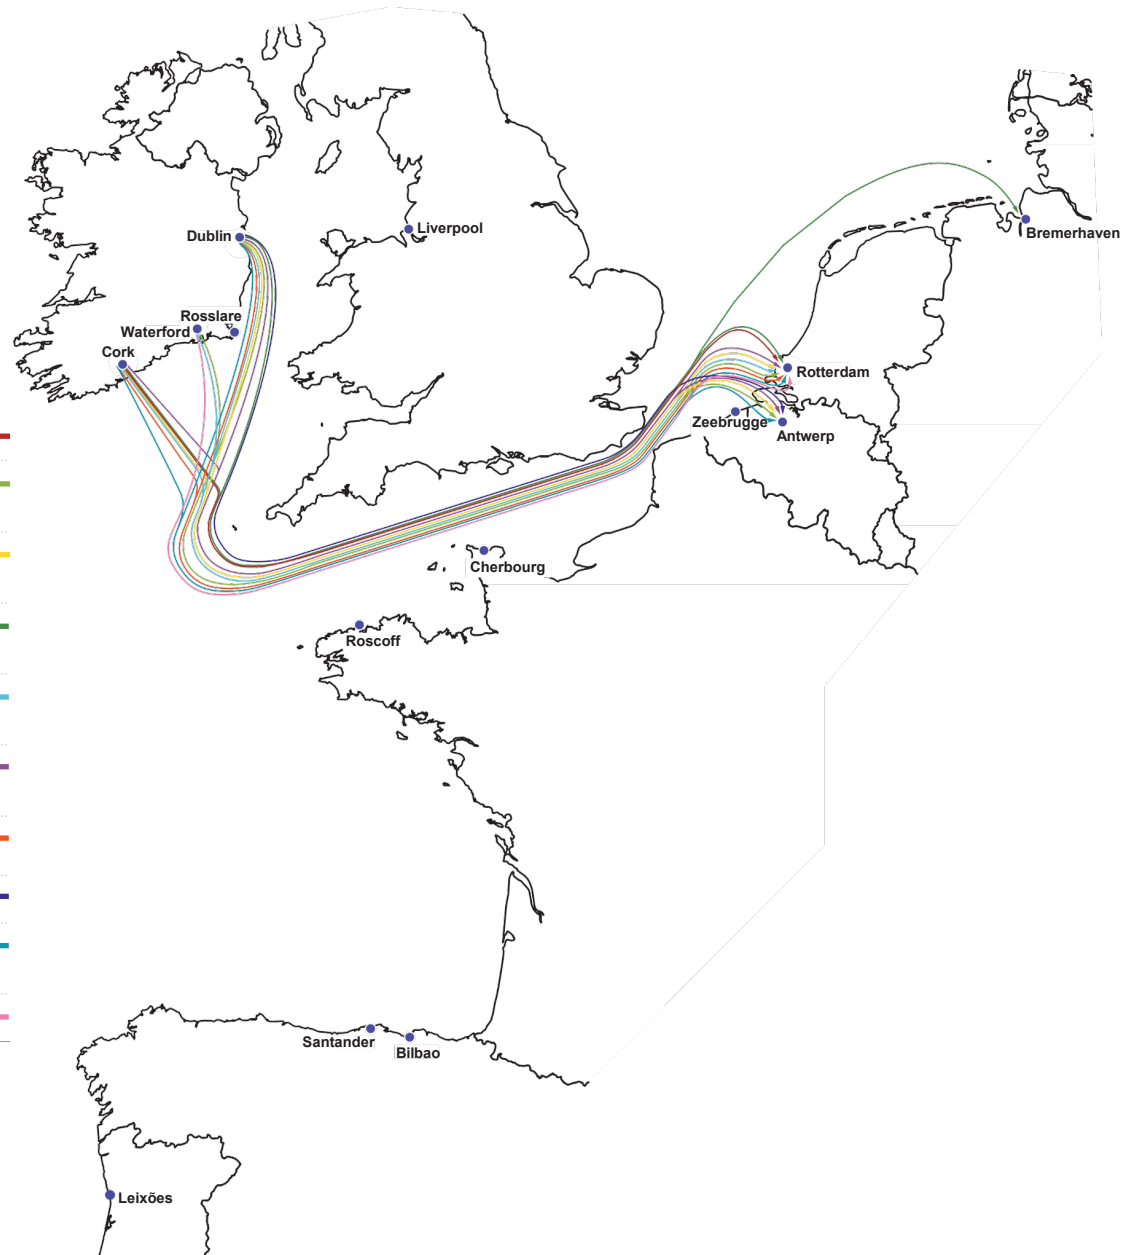 Dublin
Liverpool
Bremerhaven
Rosslare
Waterford
Cork
Rotterdam
Zeebrugge
Antwerp
Cherbourg
Roscoff
Santander
Bilbao
Leixões